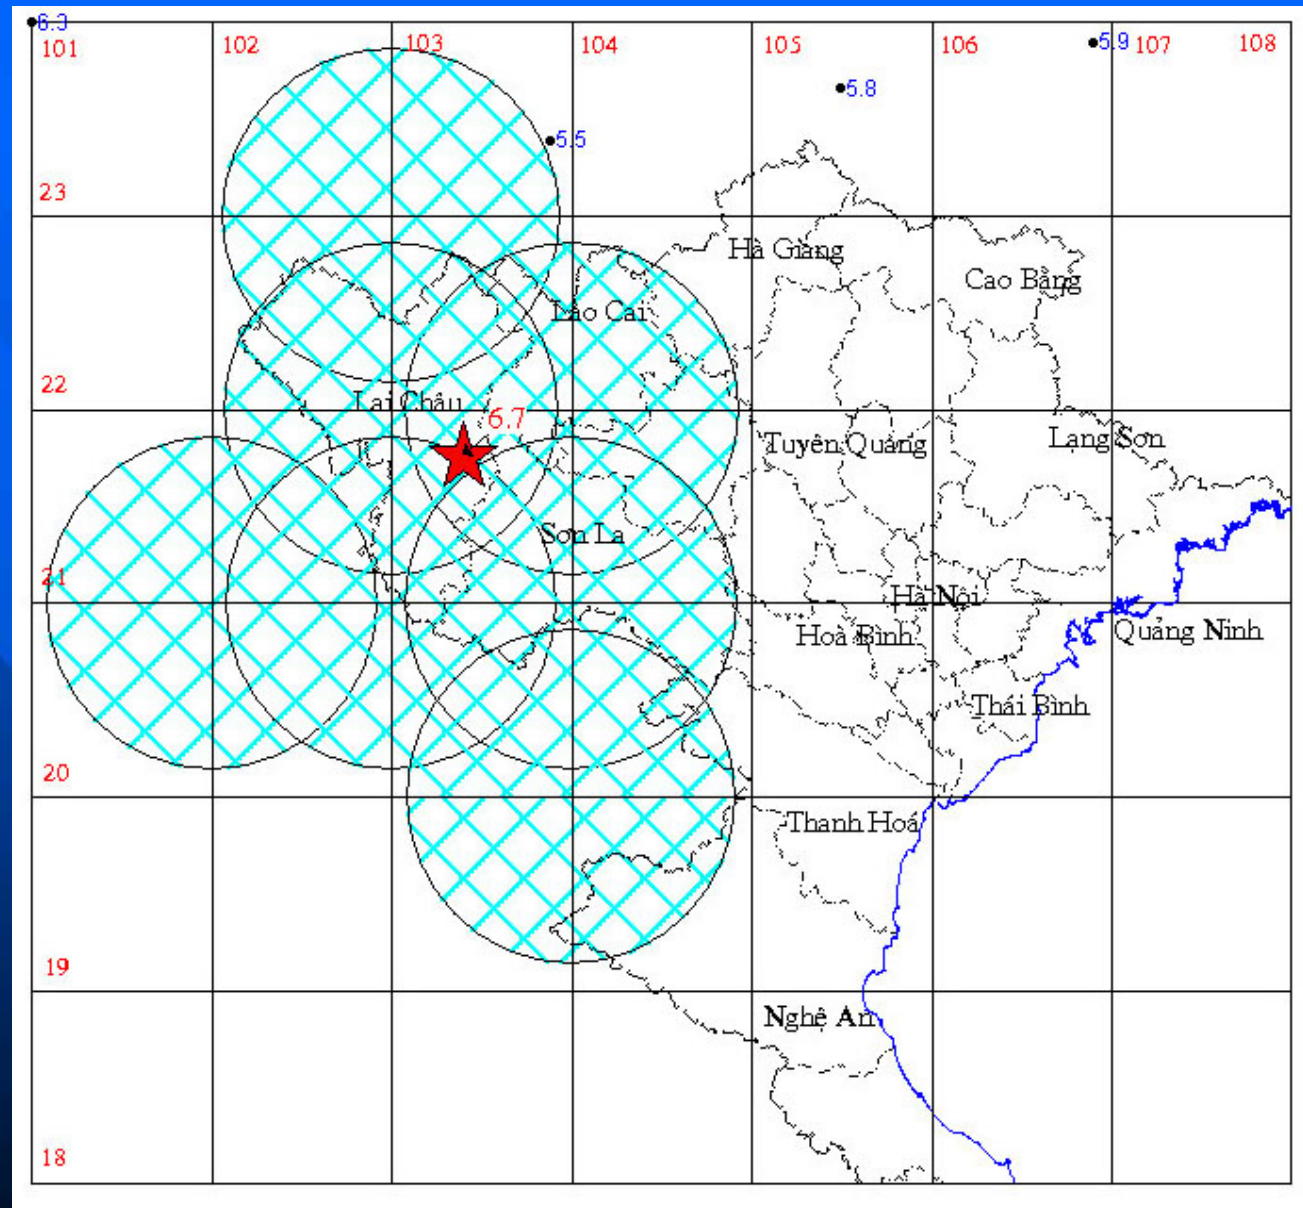 6.3
101 102 103 104 105 106 107 108
5.9
5.8
5.5
23
Hà Giang
Cao Bằng
Lào Cai
22
Lai Châu
6.7
Tuyên Quang
Lạng Sơn
Sơn La
21
Hà Nội
Hoà Bình
Quảng Ninh
Thái Bình
20
Thanh Hoá
19
Nghệ An
18